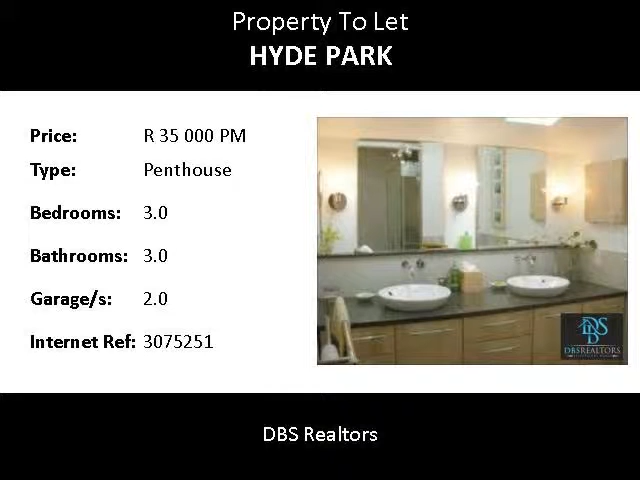 Property To Let
HYDE PARK
Price: R 35 000 PM
Type: Penthouse
Bedrooms: 3.0
Bathrooms: 3.0
Garage/s: 2.0
Internet Ref: 3075251
DBS
DBSREALTORS
DBS Realtors